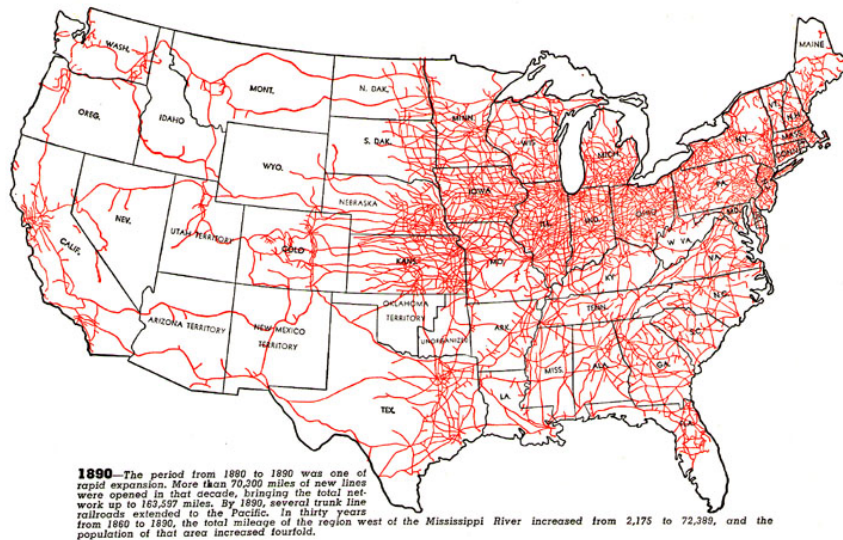 WASH.
MAINE
MONT.
N. DAK.
VT.
MINN.
OREG.
IDAHO
N.H.
N.Y.
MASS.
S. DAK.
WIS.
MICH.
CONN.
WYO.
IOWA
PA.
NEBRASKA
NEV.
OHIO
UTAH TERRITORY
ILL.
IND.
MD.
COLO
W VA.
CALIF.
KANS.
MO.
VA.
KY.
OKLAHOMA
TERRITORY
N.C.
ARIZONA TERRITORY
NEW MEXICO
TERRITORY
TENN.
UNORGANIZED
ARK.
S.C.
MISS.
ALA.
GA.
TEX.
LA.
FLA.
1890—The period from 1880 to 1890 was one of
rapid expansion. More than 70,300 miles of new lines
were opened in that decade, bringing the total net-
work up to 163,597 miles. By 1890, several trunk line
railroads extended to the Pacific. In thirty years
from 1860 to 1890, the total mileage of the region west of the Mississippi River increased from 2,175 to 72,389, and the
population of that area increased fourfold.